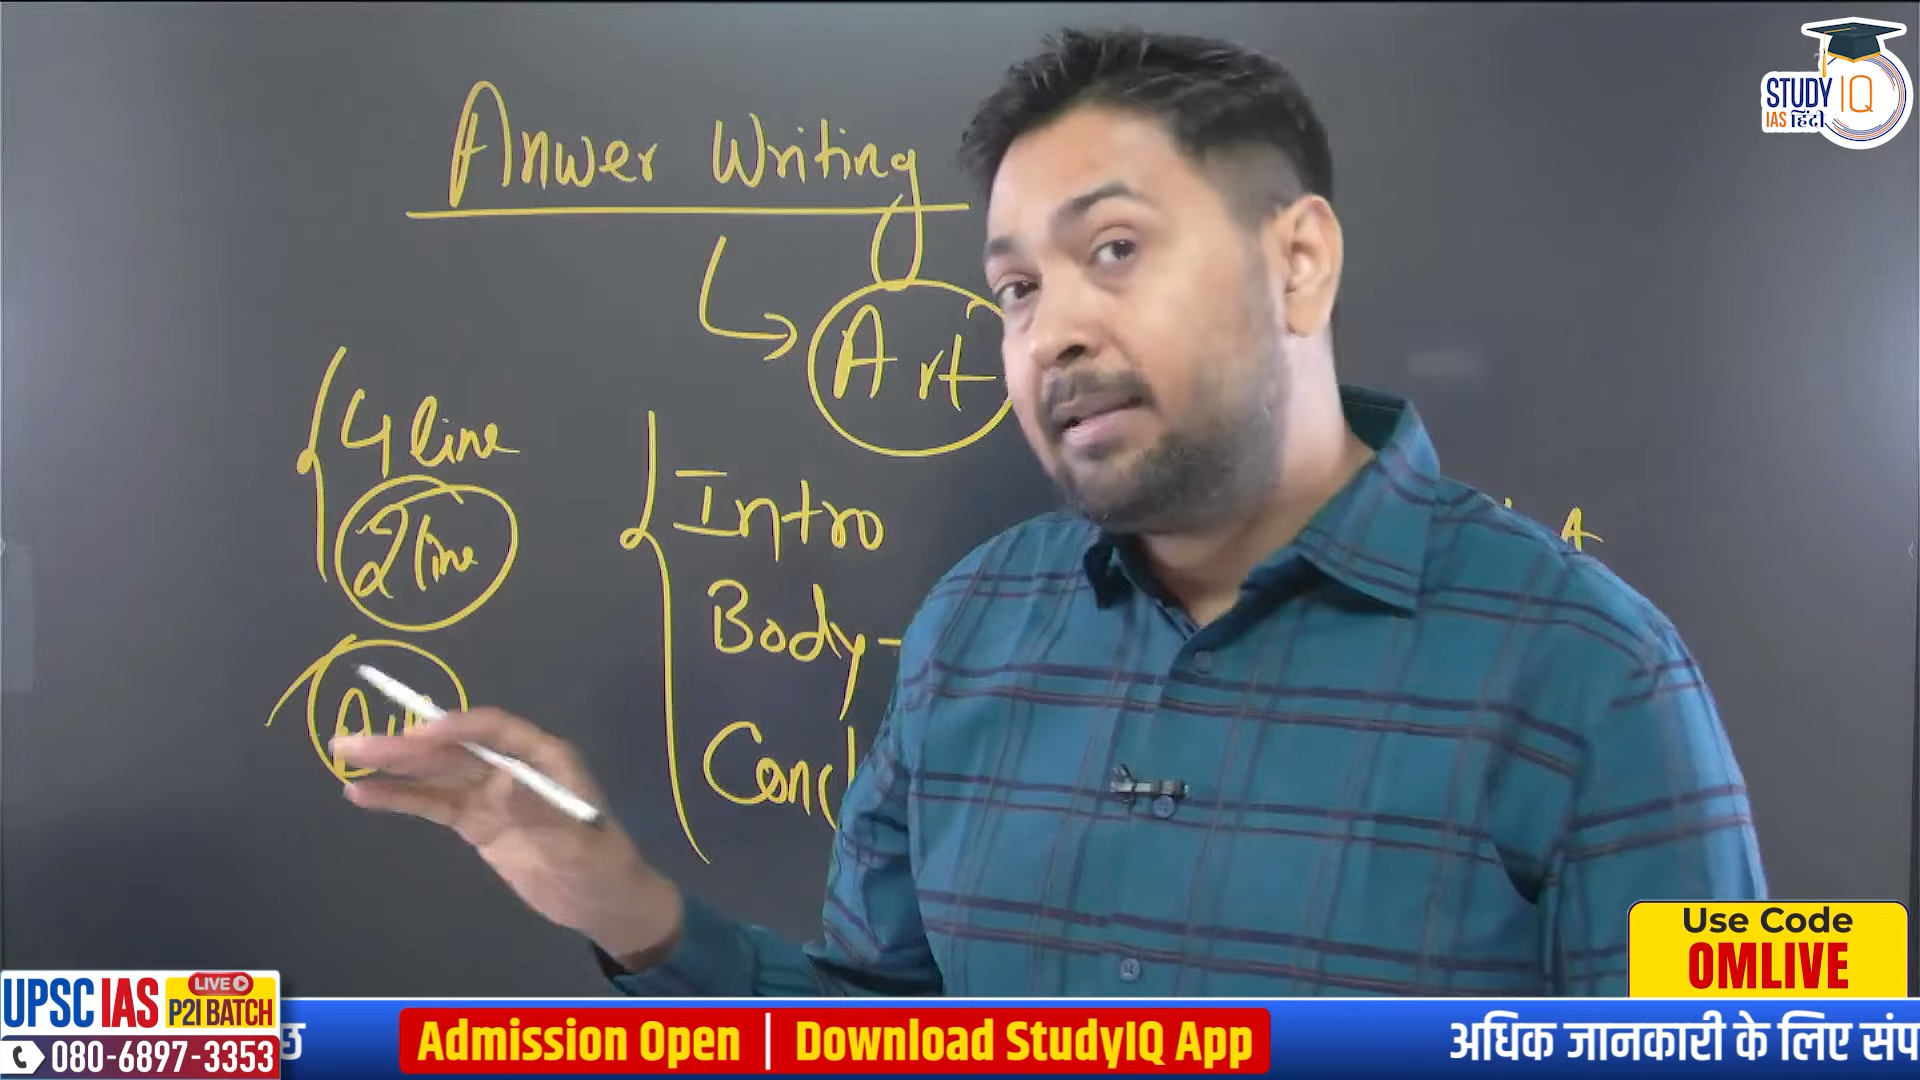 Anwer Writing
Art
4 line
2 line
Intro
Body-
Concl
STUDY IQ
IAS हिंदी
Use Code
OMLIVE
UPSC IAS
LIVE
P2I BATCH
080-6897-3353
Admission Open | Download StudyIQ App
अधिक जानकारी के लिए संप